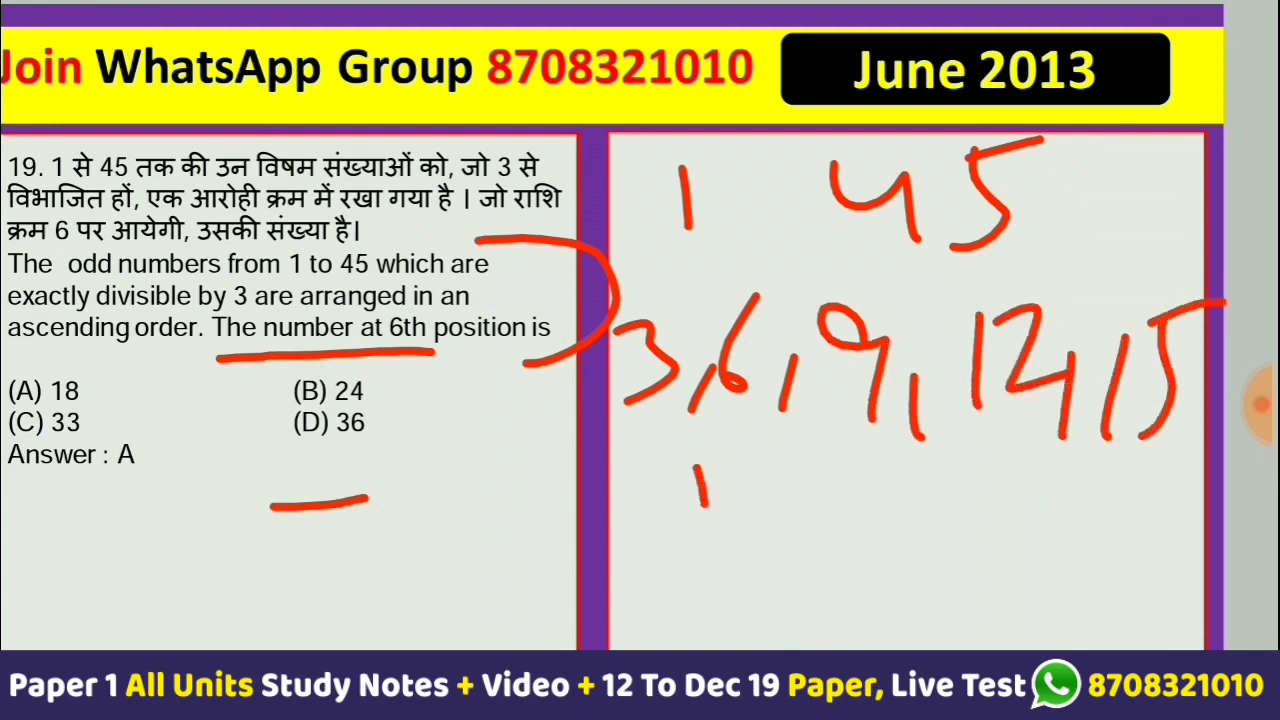 Join WhatsApp Group 8708321010
June 2013
19. 1 से 45 तक की उन विषम संख्याओं को, जो 3 से
विभाजित हों, एक आरोही क्रम में रखा गया है । जो राशि
क्रम 6 पर आयेगी, उसकी संख्या है।
The odd numbers from 1 to 45 which are
exactly divisible by 3 are arranged in an
ascending order. The number at 6th position is
(A) 18 (B) 24
(C) 33 (D) 36
Answer : A
1 45
3, 6, 9, 12, 15
1
Paper 1 All Units Study Notes + Video + 12 To Dec 19 Paper, Live Test 8708321010